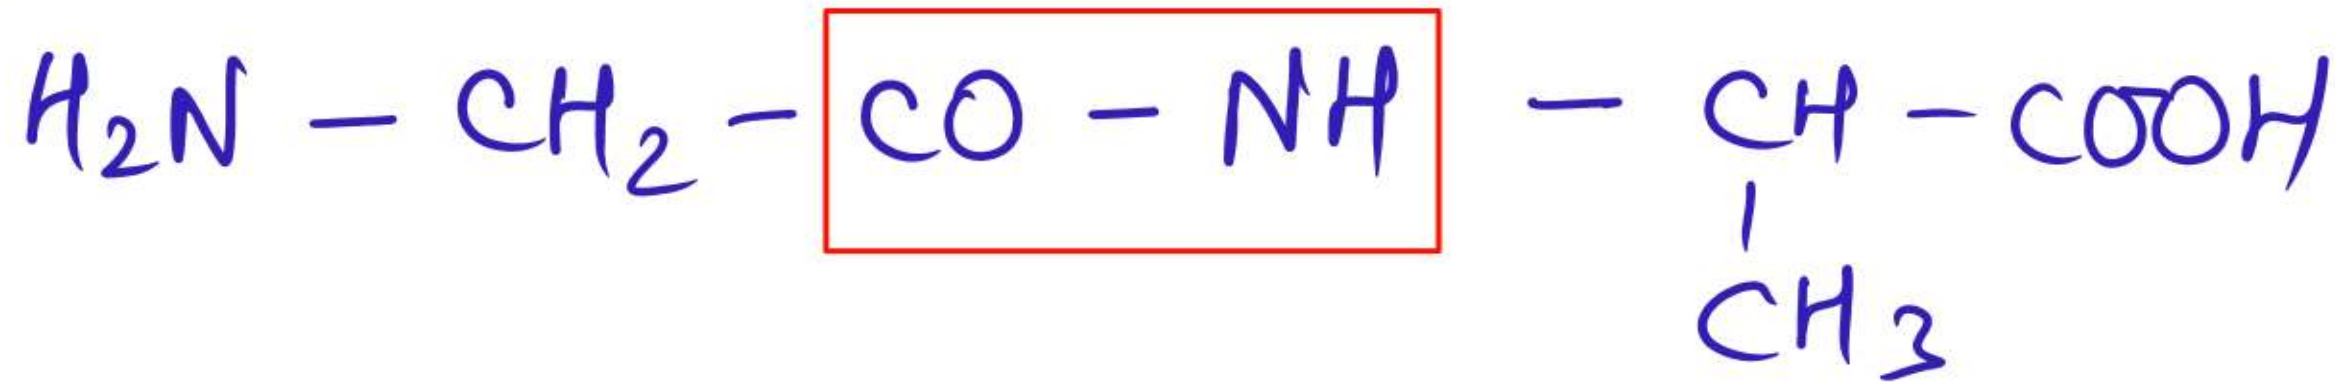 H₂N – CH₂ – CO – NH – CH – COOH
|
CH₃